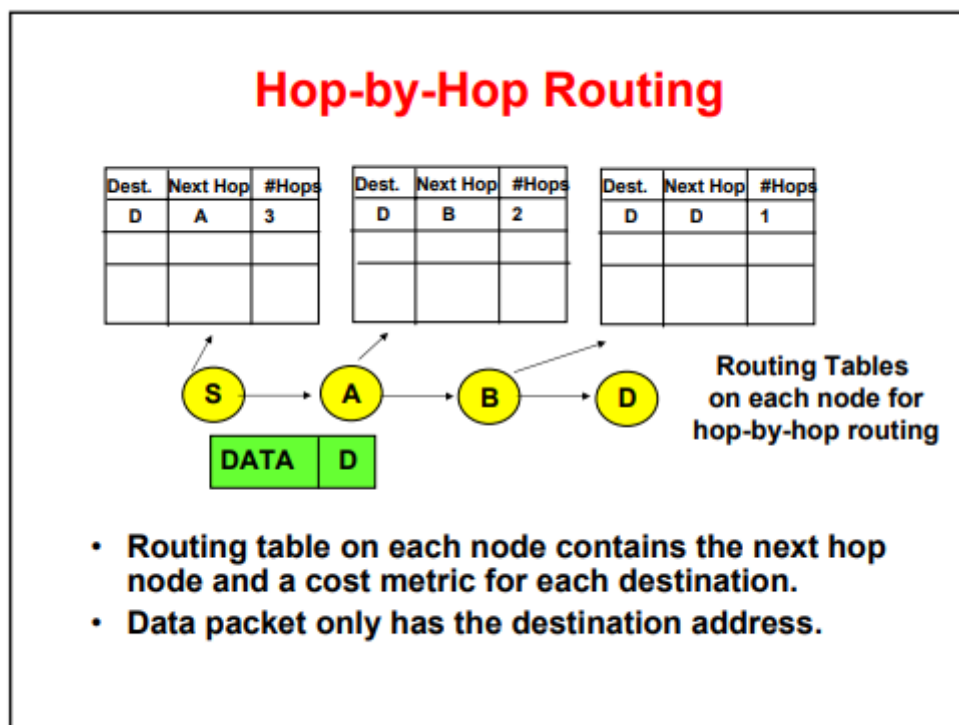 Hop-by-Hop Routing
Dest. Next Hop #Hops
D A 3
Dest. Next Hop #Hops
D B 2
Dest. Next Hop #Hops
D D 1
S A B D
Routing Tables
on each node for
hop-by-hop routing
DATA D
• Routing table on each node contains the next hop
node and a cost metric for each destination.
• Data packet only has the destination address.